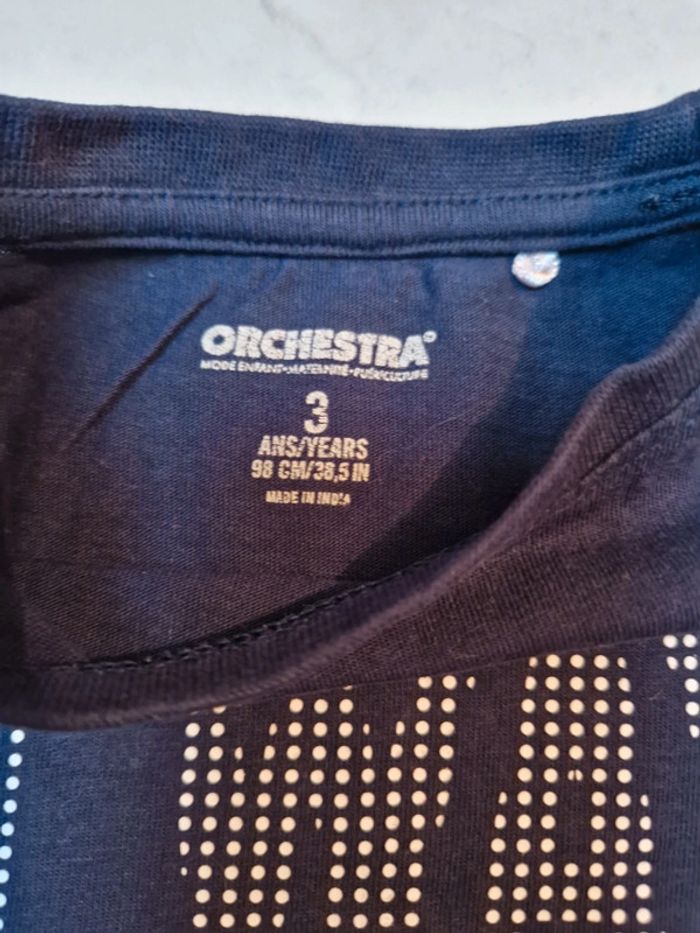 ORCHESTRA®
MODE ENFANT•MATERNITÉ•PUÉRICULTURE
3
ANS/YEARS
98 CM/38,5 IN
MADE IN INDIA